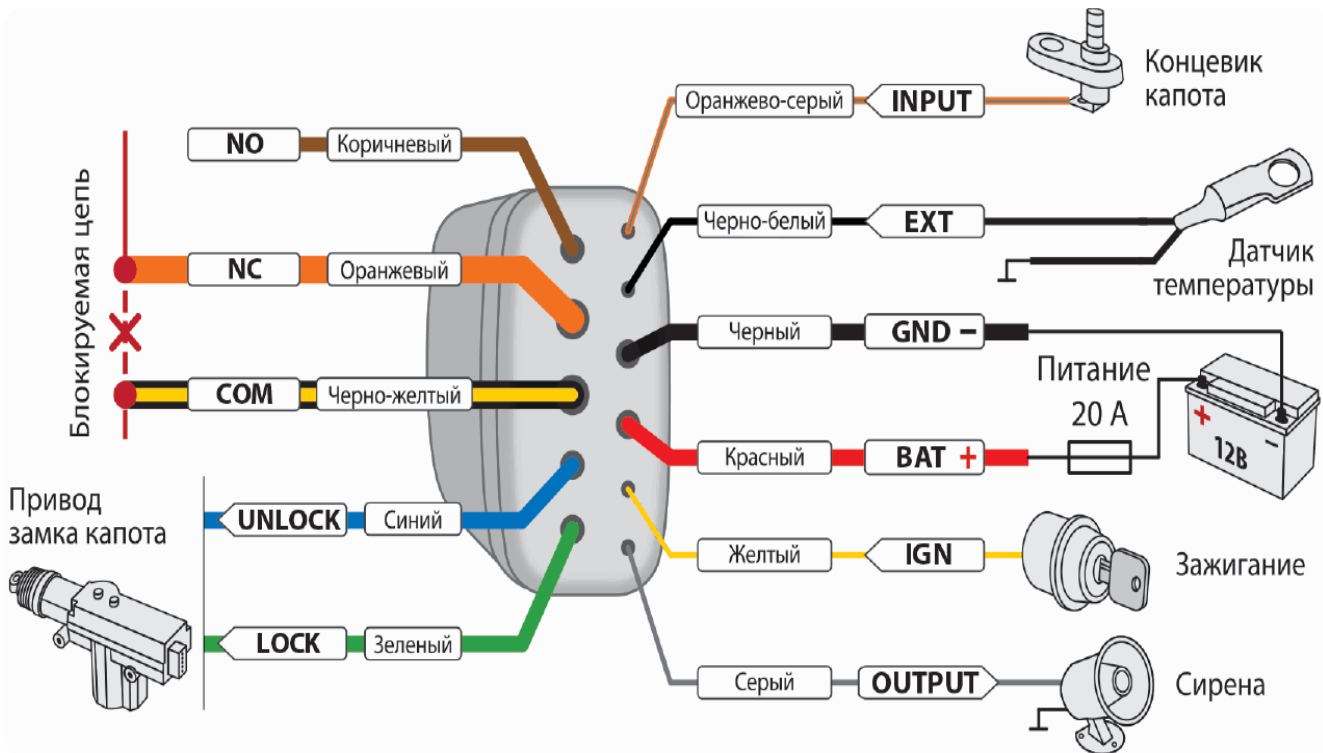 Концевик
капота
Оранжево-серый
INPUT
NO
Коричневый
Черно-белый
EXT
Датчик
температуры
Блокируемая цепь
NC
Оранжевый
Черный
GND −
Питание
20 А
COM
Черно-желтый
Красный
BAT +
+ −
12В
Привод
замка капота
UNLOCK
Синий
Желтый
IGN
Зажигание
LOCK
Зеленый
Серый
OUTPUT
Сирена